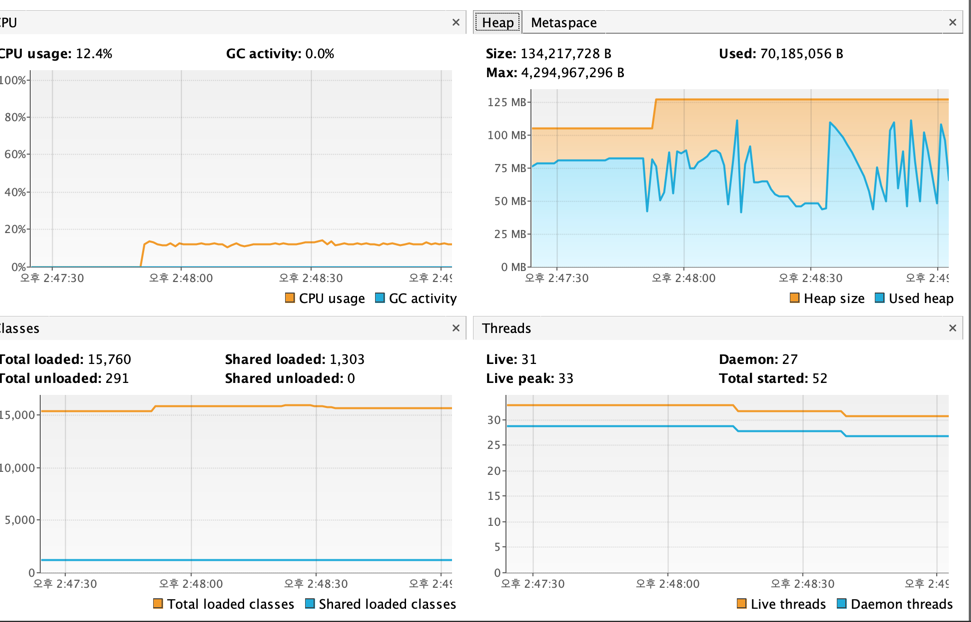 PU
CPU usage: 12.4% GC activity: 0.0%
100%
80%
60%
40%
20%
0%
오후 2:47:30 오후 2:48:00 오후 2:48:30 오후 2:49
CPU usage GC activity
Heap Metaspace
Size: 134,217,728 B Used: 70,185,056 B
Max: 4,294,967,296 B
125 MB
100 MB
75 MB
50 MB
25 MB
0 MB
오후 2:47:30 오후 2:48:00 오후 2:48:30 오후 2:49
Heap size Used heap
lasses
Total loaded: 15,760 Shared loaded: 1,303
Total unloaded: 291 Shared unloaded: 0
15,000
10,000
5,000
0
오후 2:47:30 오후 2:48:00 오후 2:48:30 오후 2:49
Total loaded classes Shared loaded classes
Threads
Live: 31 Daemon: 27
Live peak: 33 Total started: 52
30
25
20
15
10
5
0
오후 2:47:30 오후 2:48:00 오후 2:48:30 오후 2:49
Live threads Daemon threads